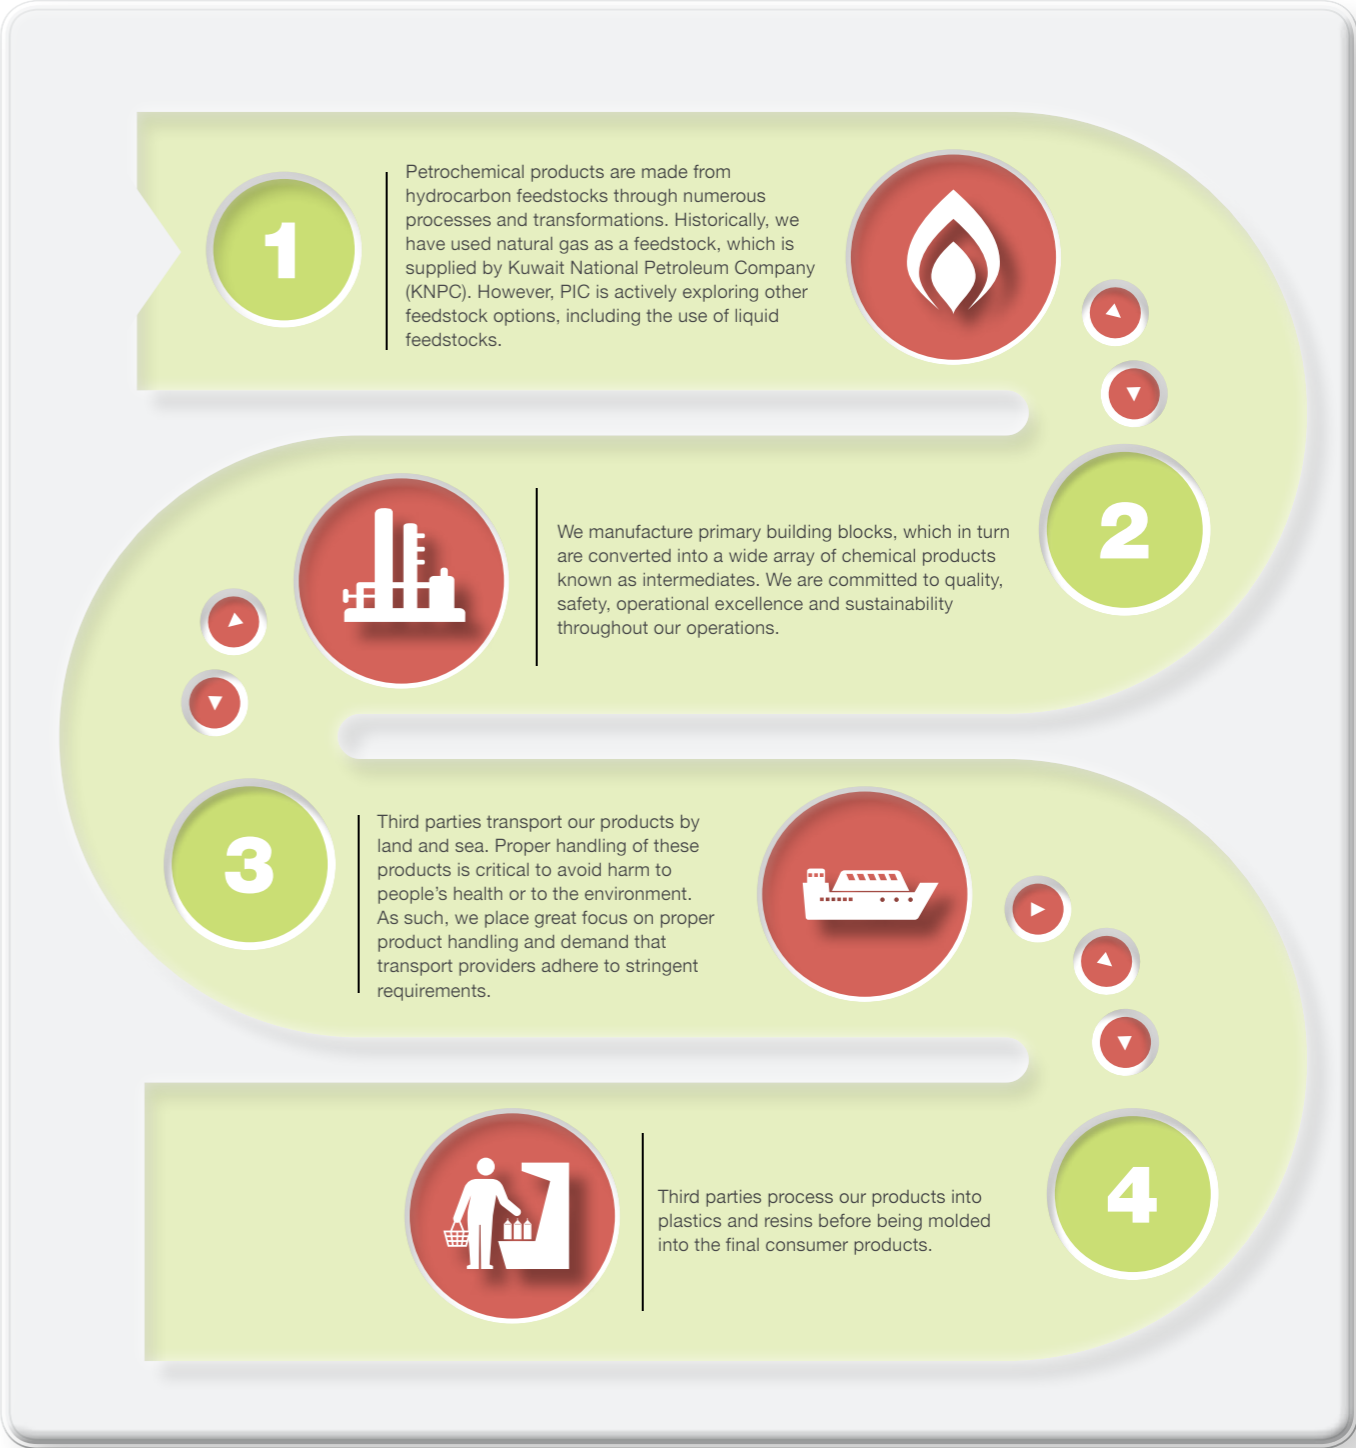 1
Petrochemical products are made from
hydrocarbon feedstocks through numerous
processes and transformations. Historically, we
have used natural gas as a feedstock, which is
supplied by Kuwait National Petroleum Company
(KNPC). However, PIC is actively exploring other
feedstock options, including the use of liquid
feedstocks.
2
We manufacture primary building blocks, which in turn
are converted into a wide array of chemical products
known as intermediates. We are committed to quality,
safety, operational excellence and sustainability
throughout our operations.
3
Third parties transport our products by
land and sea. Proper handling of these
products is critical to avoid harm to
people’s health or to the environment.
As such, we place great focus on proper
product handling and demand that
transport providers adhere to stringent
requirements.
4
Third parties process our products into
plastics and resins before being molded
into the final consumer products.